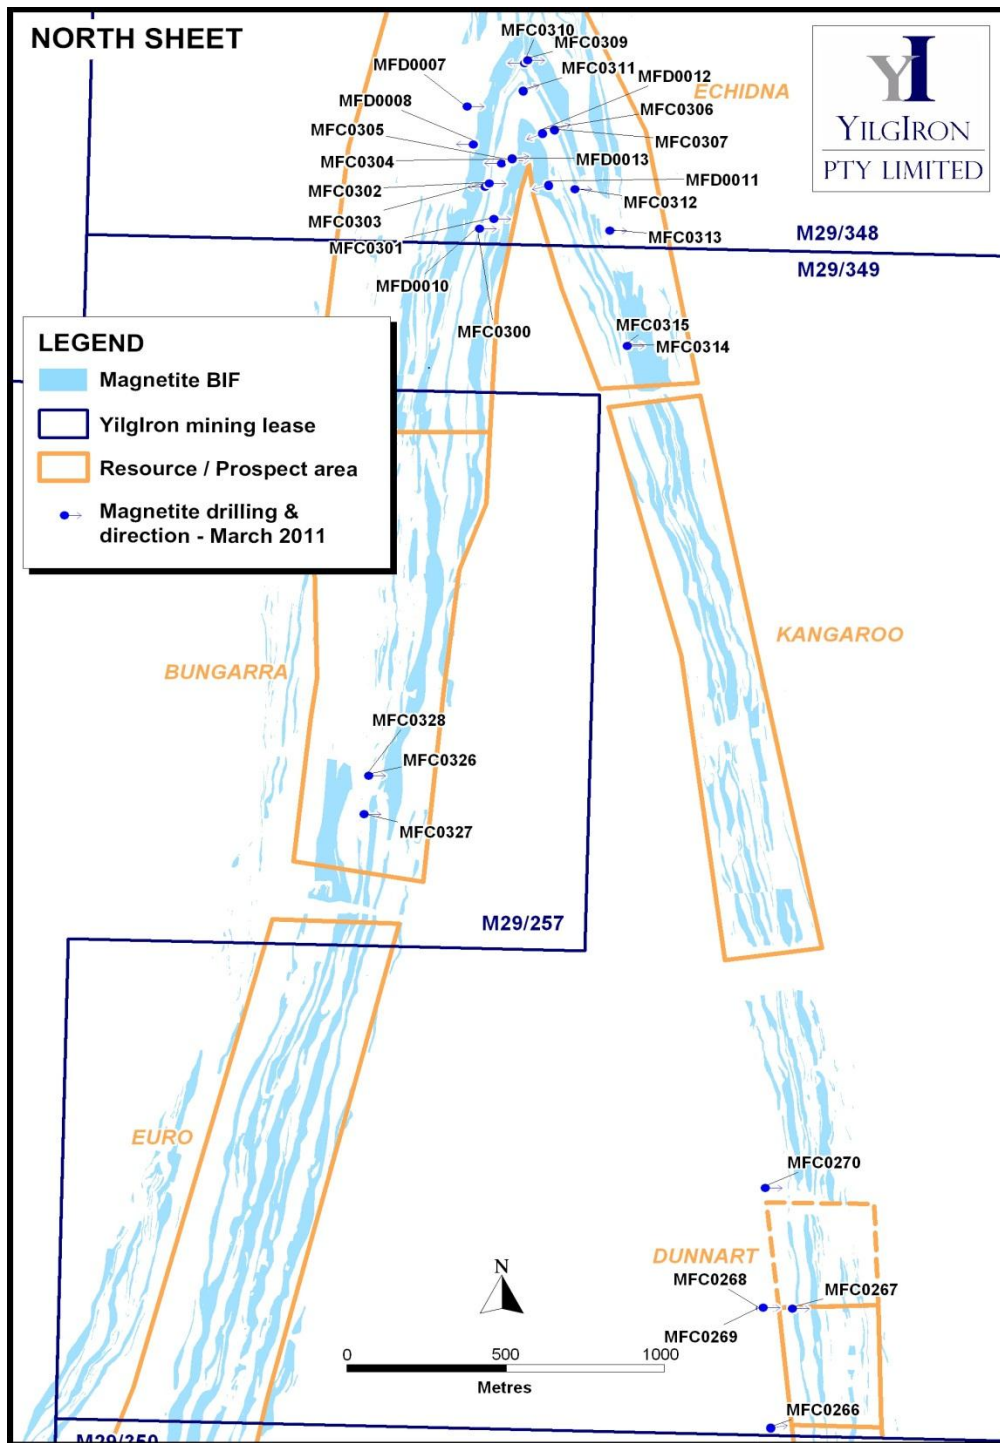 NORTH SHEET
YI
YILGIRON
PTY LIMITED
MFC0310
MFC0309
MFD0007
MFC0311
MFD0012
ECHIDNA
MFD0008
MFC0306
MFC0305
MFC0307
MFC0304
MFD0013
MFD0011
MFC0302
MFC0312
MFC0303
MFC0313
M29/348
MFC0301
M29/349
MFD0010
MFC0300
MFC0315
MFC0314
LEGEND
Magnetite BIF
YilgIron mining lease
Resource / Prospect area
Magnetite drilling &
direction - March 2011
KANGAROO
BUNGARRA
MFC0328
MFC0326
MFC0327
M29/257
EURO
MFC0270
DUNNART
MFC0268
MFC0267
MFC0269
N
0 500 1000
Metres
MFC0266
M29/350